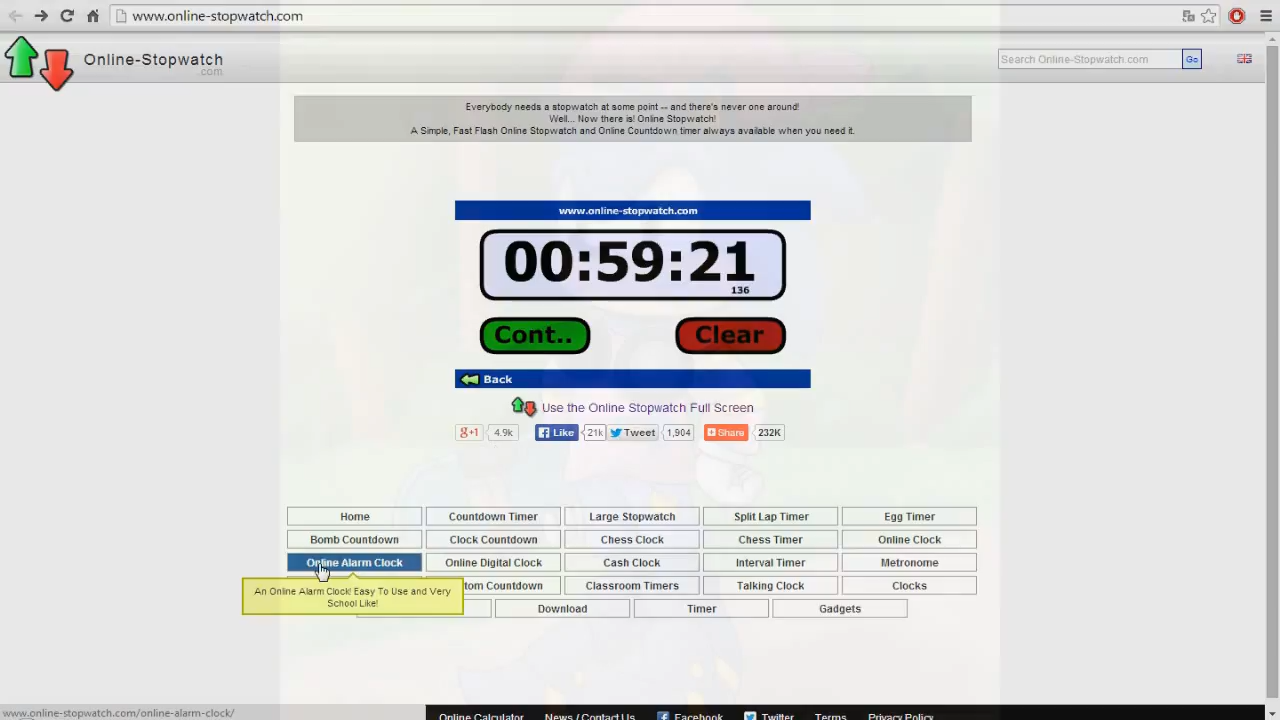 www.online-stopwatch.com
Online-Stopwatch
.com
Search Online-Stopwatch.com
Go
Everybody needs a stopwatch at some point -- and there's never one around!
Well... Now there is! Online Stopwatch!
A Simple, Fast Flash Online Stopwatch and Online Countdown timer always available when you need it.
www.online-stopwatch.com
00:59:21
136
Cont..
Clear
Back
Use the Online Stopwatch Full Screen
g+1 4.9k Like 21k Tweet 1,904 Share 232K
Home Countdown Timer Large Stopwatch Split Lap Timer Egg Timer
Bomb Countdown Clock Countdown Chess Clock Chess Timer Online Clock
Online Alarm Clock Online Digital Clock Cash Clock Interval Timer Metronome
tom Countdown Classroom Timers Talking Clock Clocks
An Online Alarm Clock! Easy To Use and Very
School Like!
Download Timer Gadgets
www.online-stopwatch.com/online-alarm-clock/
Online Calculator News / Contact Us Facebook Twitter Terms Privacy Policy